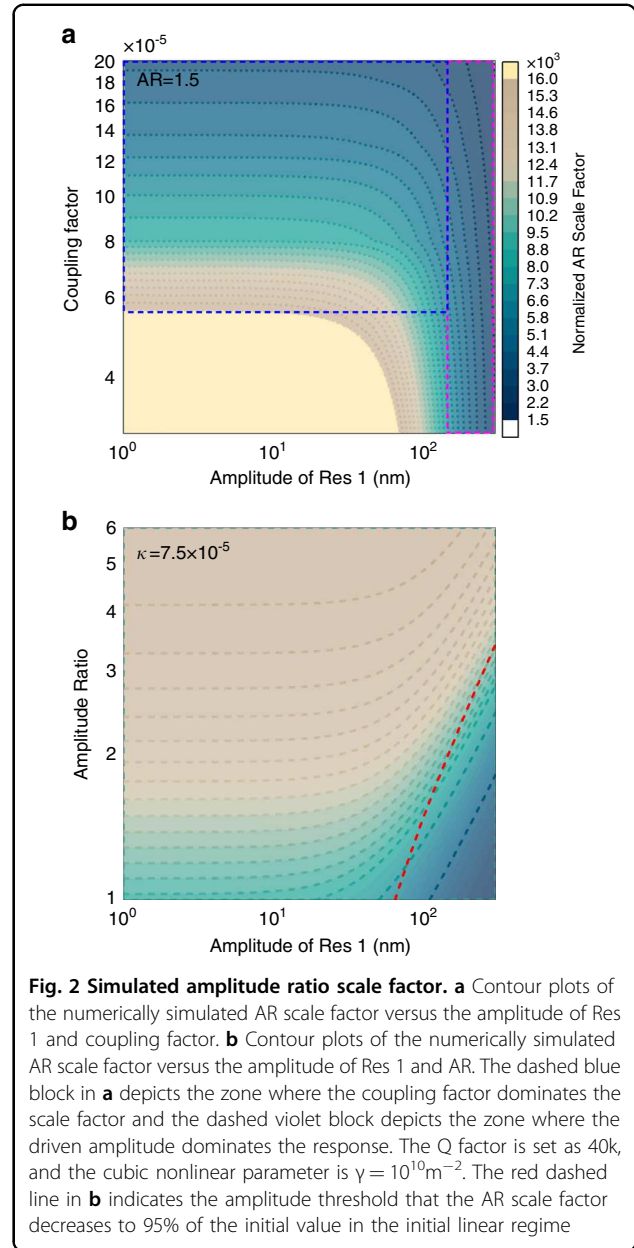 a
×10-5
20
18
16
14
12
10
8
6
4
Coupling factor
AR=1.5
100
101
102
Amplitude of Res 1 (nm)
×103
16.0
15.3
14.6
13.8
13.1
12.4
11.7
10.9
10.2
9.5
8.8
8.0
7.3
6.6
5.8
5.1
4.4
3.7
3.0
2.2
1.5
Normalized AR Scale Factor
b
6
5
4
3
2
1
Amplitude Ratio
κ=7.5×10-5
100
101
102
Amplitude of Res 1 (nm)
Fig. 2 Simulated amplitude ratio scale factor. a Contour plots of
the numerically simulated AR scale factor versus the amplitude of Res
1 and coupling factor. b Contour plots of the numerically simulated
AR scale factor versus the amplitude of Res 1 and AR. The dashed blue
block in a depicts the zone where the coupling factor dominates the
scale factor and the dashed violet block depicts the zone where the
driven amplitude dominates the response. The Q factor is set as 40k,
and the cubic nonlinear parameter is γ = 10¹⁰m⁻². The red dashed
line in b indicates the amplitude threshold that the AR scale factor
decreases to 95% of the initial value in the initial linear regime